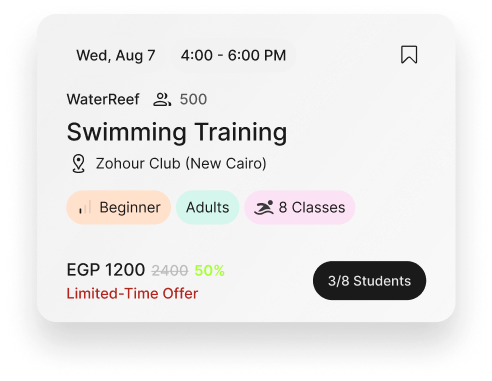 Wed, Aug 7 4:00 - 6:00 PM
WaterReef 500
Swimming Training
Zohour Club (New Cairo)
Beginner Adults 8 Classes
EGP 1200 2400 50%
Limited-Time Offer
3/8 Students